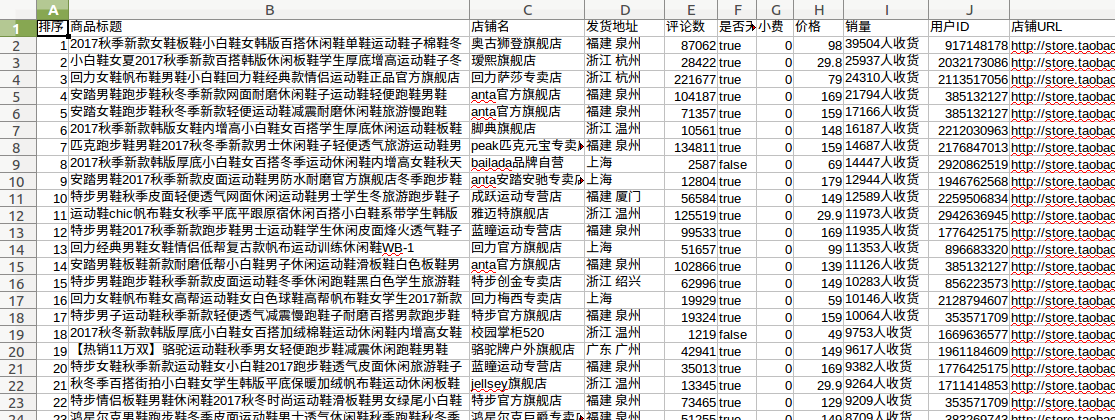 A B C D E F G H I J
1 排序 商品标题 店铺名 发货地址 评论数 是否天 小费 价格 销量 用户ID 店铺URL
2 1 2017秋季新款女鞋板鞋小白鞋女韩版百搭休闲鞋单鞋运动鞋子棉鞋冬 奥古狮登旗舰店 福建 泉州 87062 true 0 98 39504人收货 917148178 http://store.taobao
3 2 小白鞋女夏2017秋季新款百搭韩版休闲板鞋学生厚底增高运动鞋子冬 瑷熙旗舰店 浙江 杭州 28422 true 0 29.8 25937人收货 2032173086 http://store.taobao
4 3 回力女鞋帆布鞋男鞋小白鞋回力鞋经典款情侣运动鞋正品官方旗舰店 回力萨莎专卖店 浙江 杭州 221677 true 0 79 24310人收货 2113517056 http://store.taobao
5 4 安踏男鞋跑步鞋秋冬季新款网面耐磨休闲鞋子运动鞋轻便跑鞋男鞋 anta官方旗舰店 福建 泉州 104187 true 0 169 21794人收货 385132127 http://store.taobao
6 5 安踏女鞋跑步鞋秋冬季新款轻便运动鞋减震耐磨休闲鞋旅游慢跑鞋 anta官方旗舰店 福建 泉州 71357 true 0 159 17166人收货 385132127 http://store.taobao
7 6 2017秋季新款韩版女鞋内增高小白鞋女百搭学生厚底休闲运动鞋板鞋 脚典旗舰店 浙江 温州 10561 true 0 148 16187人收货 2212030963 http://store.taobao
8 7 匹克跑步鞋男鞋2017秋冬季新款男士休闲鞋子轻便透气旅游运动鞋男 peak匹克元宝专卖 福建 泉州 134811 true 0 159 14687人收货 2176847013 http://store.taobao
9 8 2017秋冬新款韩版厚底小白鞋女百搭冬季运动休闲鞋内增高女鞋秋天 bailada品牌自营 上海 2587 false 0 69 14447人收货 2920862519 http://store.taobao
10 9 安踏男鞋2017秋冬季新款皮面运动鞋男防水耐磨官方旗舰店冬季跑步鞋 anta安踏安驰专卖 上海 12804 true 0 179 12944人收货 1946762568 http://store.taobao
11 10 特步男鞋秋季皮面轻便透气网面休闲运动鞋男士学生冬旅游跑步鞋子 成跃运动专营店 福建 厦门 56584 true 0 149 12589人收货 2259506834 http://store.taobao
12 11 运动鞋chic帆布鞋女秋季平底平跟原宿休闲百搭小白鞋系带学生韩版 雅迈特旗舰店 浙江 温州 125519 true 0 29.9 11973人收货 2942636945 http://store.taobao
13 12 特步男鞋2017秋季新款跑步鞋男士运动鞋学生休闲皮面烽火透气鞋子 蓝瞳运动专营店 福建 泉州 99533 true 0 169 11935人收货 1776425175 http://store.taobao
14 13 回力经典男鞋女鞋情侣低帮复古款帆布运动训练休闲鞋WB-1 回力官方旗舰店 上海 51657 true 0 99 11353人收货 896683320 http://store.taobao
15 14 安踏男鞋板鞋新款耐磨低帮小白鞋男子休闲运动鞋滑板鞋白色板鞋男 anta官方旗舰店 福建 泉州 102866 true 0 139 11126人收货 385132127 http://store.taobao
16 15 特步男鞋跑步鞋秋季新款皮面运动鞋冬季休闲跑鞋黑白色学生旅游鞋 特步创金专卖店 浙江 绍兴 62996 true 0 149 10283人收货 856223573 http://store.taobao
17 16 回力女鞋帆布鞋女高帮运动鞋女白色球鞋高帮帆布女学生2017新款 回力梅西专卖店 上海 19929 true 0 59 10146人收货 2128794607 http://store.taobao
18 17 特步男子运动鞋秋季新款轻便透气减震慢跑鞋子耐磨百搭男款跑步鞋 特步官方旗舰店 福建 泉州 19324 true 0 159 10064人收货 353571709 http://store.taobao
19 18 2017秋冬新款韩版厚底小白鞋女百搭加绒棉鞋运动休闲鞋内增高女鞋 校园掌柜520 浙江 温州 1219 false 0 49 9753人收货 1669636577 http://store.taobao
20 19 【热销11万双】骆驼运动鞋秋季男女轻便跑步鞋减震休闲跑鞋男鞋 骆驼牌户外旗舰店 广东 广州 42941 true 0 149 9617人收货 1961184609 http://store.taobao
21 20 特步女鞋秋季新款运动鞋女小白鞋2017跑步鞋透气皮面休闲旅游鞋子 蓝瞳运动专营店 福建 泉州 35013 true 0 169 9382人收货 1776425175 http://store.taobao
22 21 秋冬季百搭街拍小白鞋女学生韩版平底保暖加绒帆布鞋运动休闲板鞋 jellsey旗舰店 浙江 温州 13345 true 0 29.9 9264人收货 1711414853 http://store.taobao
23 22 特步情侣板鞋男鞋休闲鞋2017秋冬时尚运动鞋滑板鞋男女绿尾小白鞋 特步官方旗舰店 福建 泉州 73465 true 0 129 9209人收货 353571709 http://store.taobao
24 23 鸿星尔克男鞋跑步鞋冬季皮面运动鞋男士透气休闲鞋秋季跑鞋秋冬季 鸿星尔克巨爵专卖 福建 泉州 51255 true 0 149 8709人收货 383269743 http://store.taobao